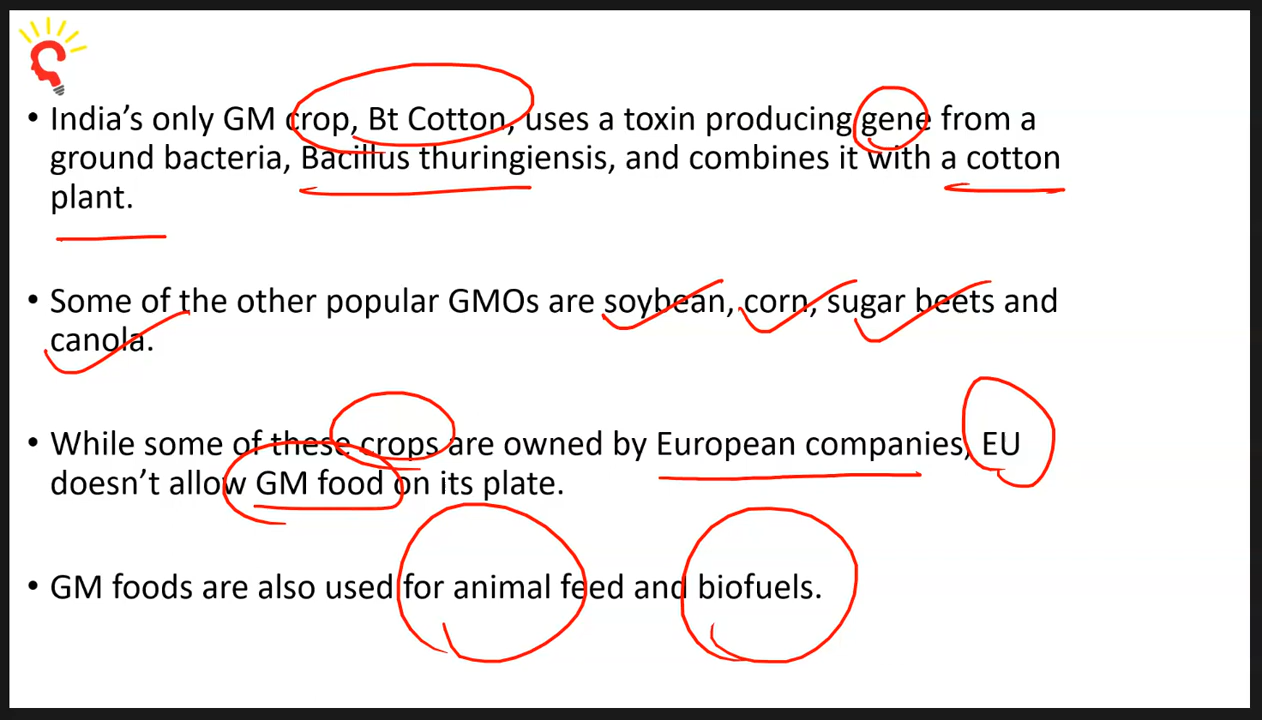 • India’s only GM crop, Bt Cotton, uses a toxin producing gene from a
ground bacteria, Bacillus thuringiensis, and combines it with a cotton
plant.
• Some of the other popular GMOs are soybean, corn, sugar beets and
canola.
• While some of these crops are owned by European companies, EU
doesn’t allow GM food on its plate.
• GM foods are also used for animal feed and biofuels.